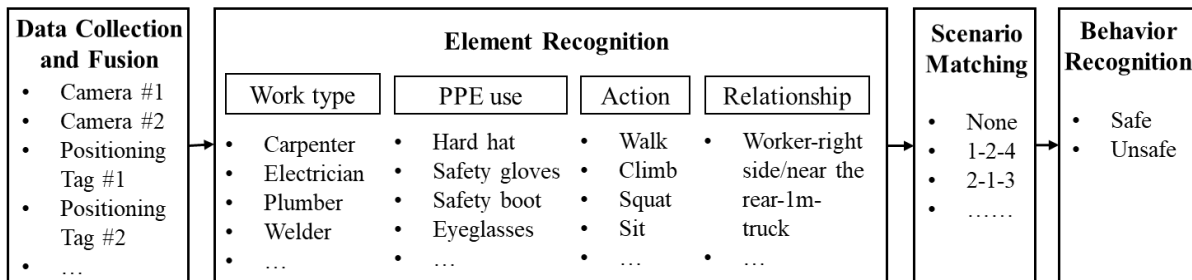 Data Collection
and Fusion
• Camera #1
• Camera #2
• Positioning
Tag #1
• Positioning
Tag #2
• …
Element Recognition
Work type
• Carpenter
• Electrician
• Plumber
• Welder
• …
PPE use
• Hard hat
• Safety gloves
• Safety boot
• Eyeglasses
• …
Action
• Walk
• Climb
• Squat
• Sit
• …
Relationship
• Worker-right
side/near the
rear-1m-
truck
• …
Scenario
Matching
• None
• 1-2-4
• 2-1-3
• ……
Behavior
Recognition
• Safe
• Unsafe